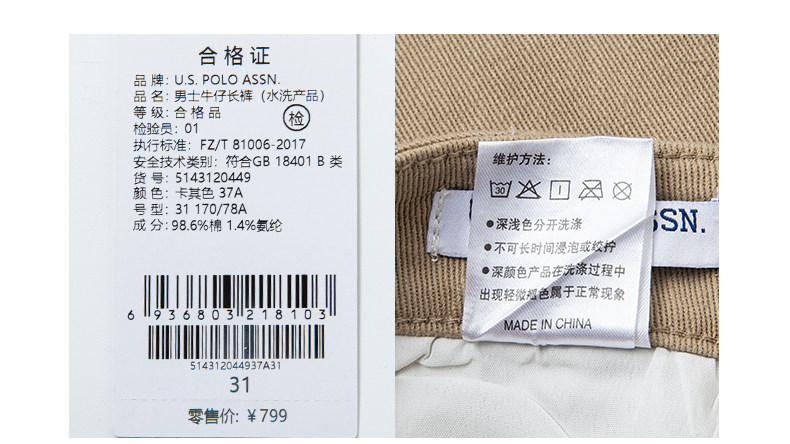 合格证
品 牌: U.S. POLO ASSN.
品 名: 男士牛仔长裤 (水洗产品)
等 级: 合格品
检
检验员: 01
执行标准: FZ/T 81006-2017
安全技术类别: 符合GB 18401 B 类
货 号: 5143120449
颜 色: 卡其色 37A
号 型: 31 170/78A
成 分: 98.6%棉 1.4%氨纶
6 936803 218103
514312044937A31
31
零售价: ￥799
维护方法:
30
●深浅色分开洗涤
●不可长时间浸泡或绞拧
●深颜色产品在洗涤过程中
出现轻微褪色属于正常现象
MADE IN CHINA
SSN.